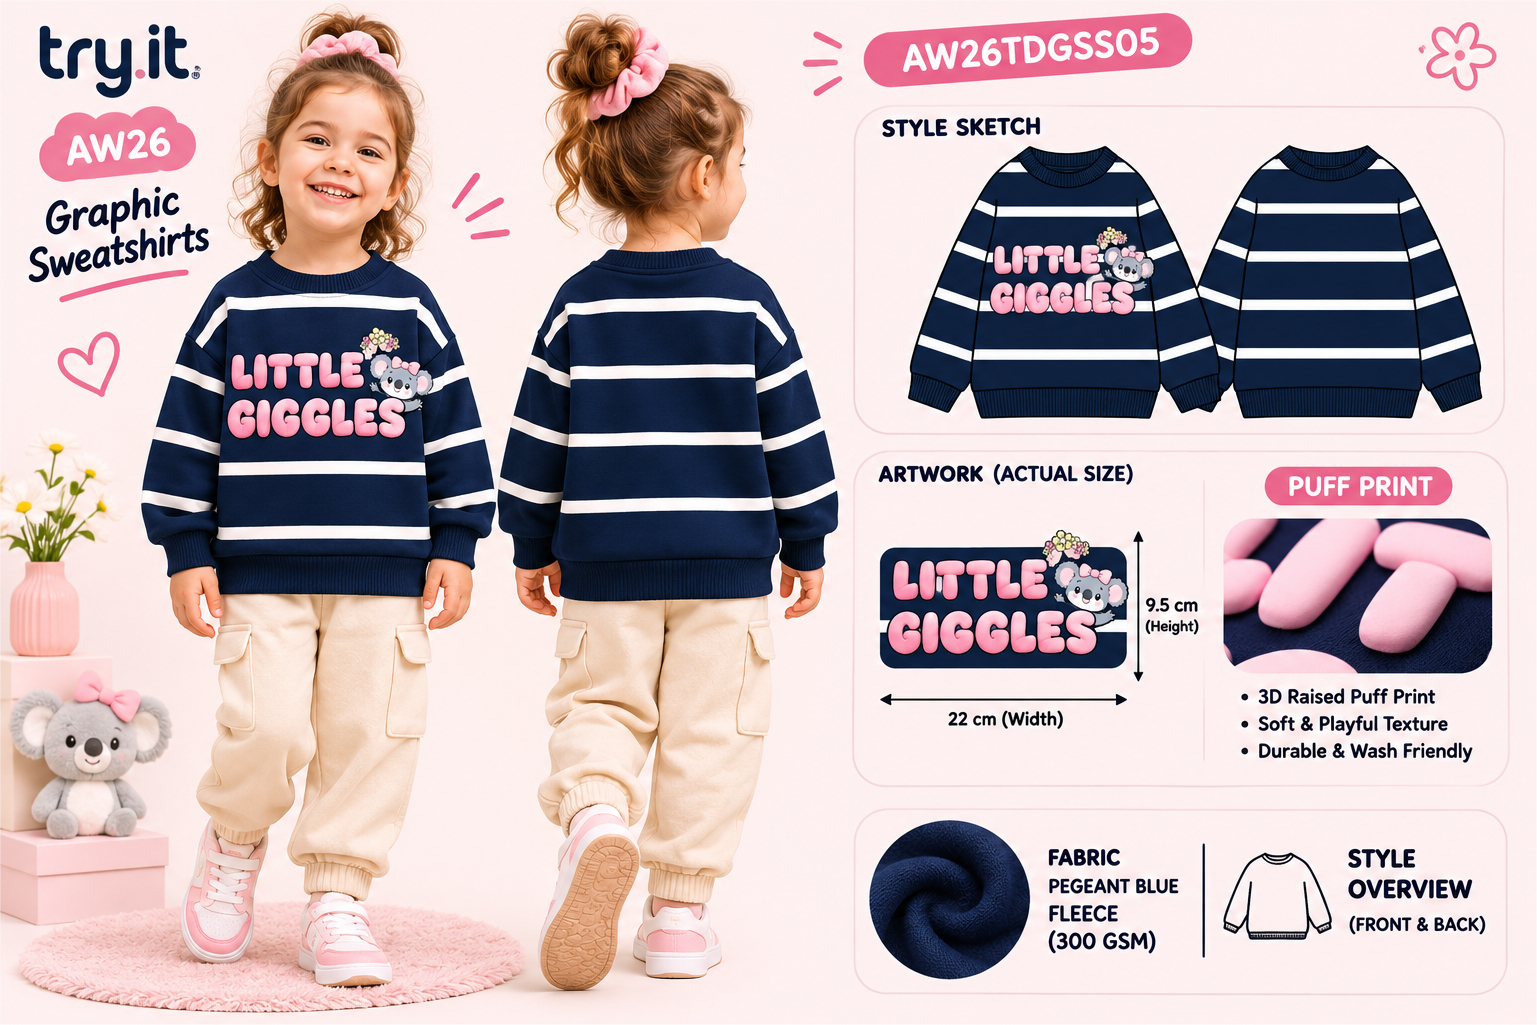 try.it.
AW26
Graphic
Sweatshirts
LITTLE
GIGGLES
AW26TDGSS05
STYLE SKETCH
LITTLE
GIGGLES
ARTWORK (ACTUAL SIZE)
LITTLE
GIGGLES
9.5 cm
(Height)
22 cm (Width)
PUFF PRINT
• 3D Raised Puff Print
• Soft & Playful Texture
• Durable & Wash Friendly
FABRIC
PEGEANT BLUE
FLEECE
(300 GSM)
STYLE
OVERVIEW
(FRONT & BACK)